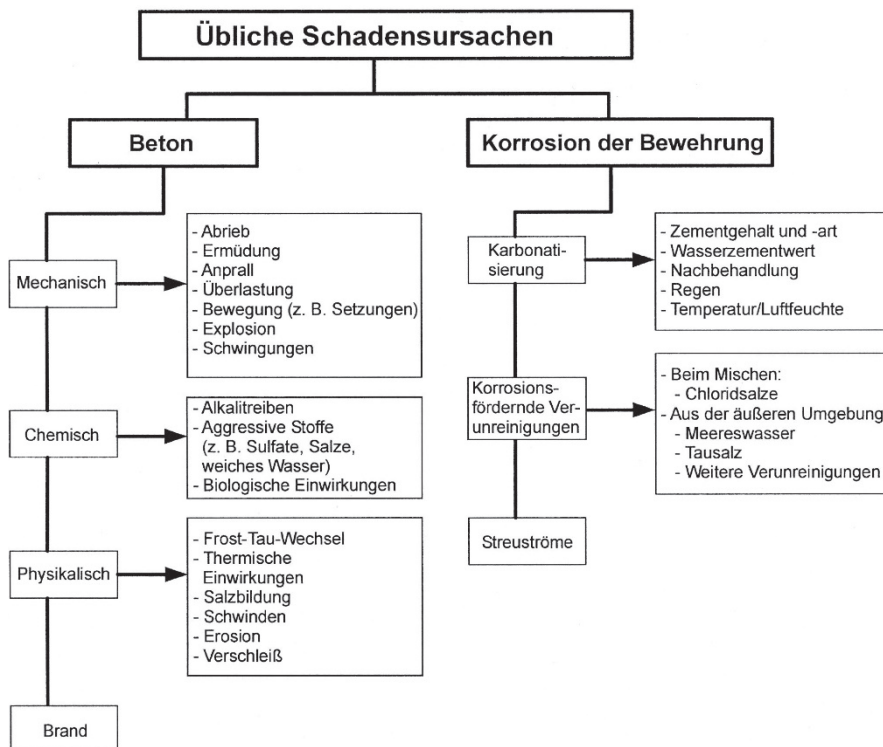 Übliche Schadensursachen
Beton
Korrosion der Bewehrung
Mechanisch
- Abrieb
- Ermüdung
- Anprall
- Überlastung
- Bewegung (z. B. Setzungen)
- Explosion
- Schwingungen
Chemisch
- Alkalitreiben
- Aggressive Stoffe
(z. B. Sulfate, Salze,
weiches Wasser)
- Biologische Einwirkungen
Physikalisch
- Frost-Tau-Wechsel
- Thermische
Einwirkungen
- Salzbildung
- Schwinden
- Erosion
- Verschleiß
Brand
Karbonati-
sierung
- Zementgehalt und -art
- Wasserzementwert
- Nachbehandlung
- Regen
- Temperatur/Luftfeuchte
Korrosions-
fördernde Ver-
unreinigungen
- Beim Mischen:
- Chloridsalze
- Aus der äußeren Umgebung
- Meereswasser
- Tausalz
- Weitere Verunreinigungen
Streuströme